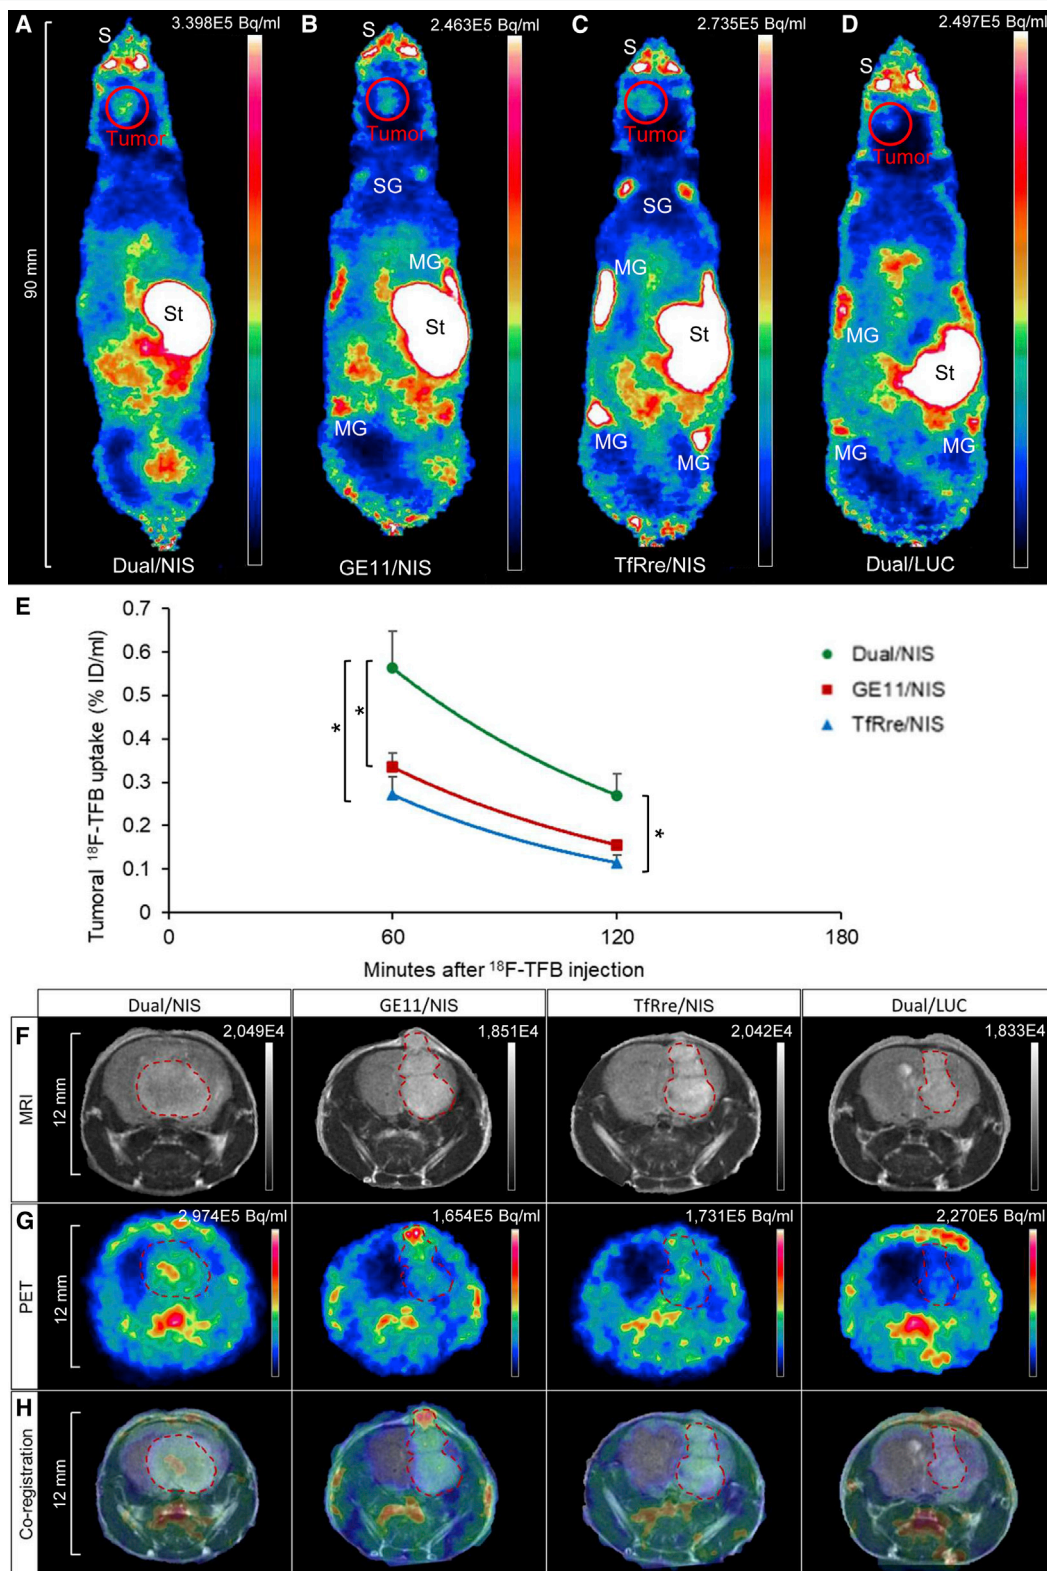 A
3.398E5 Bq/ml
S
Tumor
St
90 mm
Dual/NIS
B
2.463E5 Bq/ml
S
Tumor
SG
MG
St
MG
GE11/NIS
C
2.735E5 Bq/ml
S
Tumor
SG
MG
St
MG
MG
TfRre/NIS
D
2.497E5 Bq/ml
S
Tumor
MG
St
MG
MG
Dual/LUC
E
Tumoral ¹⁸F-TFB uptake (% ID/ml)
0.7
0.6
0.5
0.4
0.3
0.2
0.1
0
0 60 120 180
Minutes after ¹⁸F-TFB injection
*
*
*
Dual/NIS
GE11/NIS
TfRre/NIS
Dual/NIS GE11/NIS TfRre/NIS Dual/LUC
F
MRI
12 mm
2,049E4 1,851E4 2,042E4 1,833E4
G
PET
12 mm
2,974E5 Bq/ml 1,654E5 Bq/ml 1,731E5 Bq/ml 2,270E5 Bq/ml
H
Co-registration
12 mm